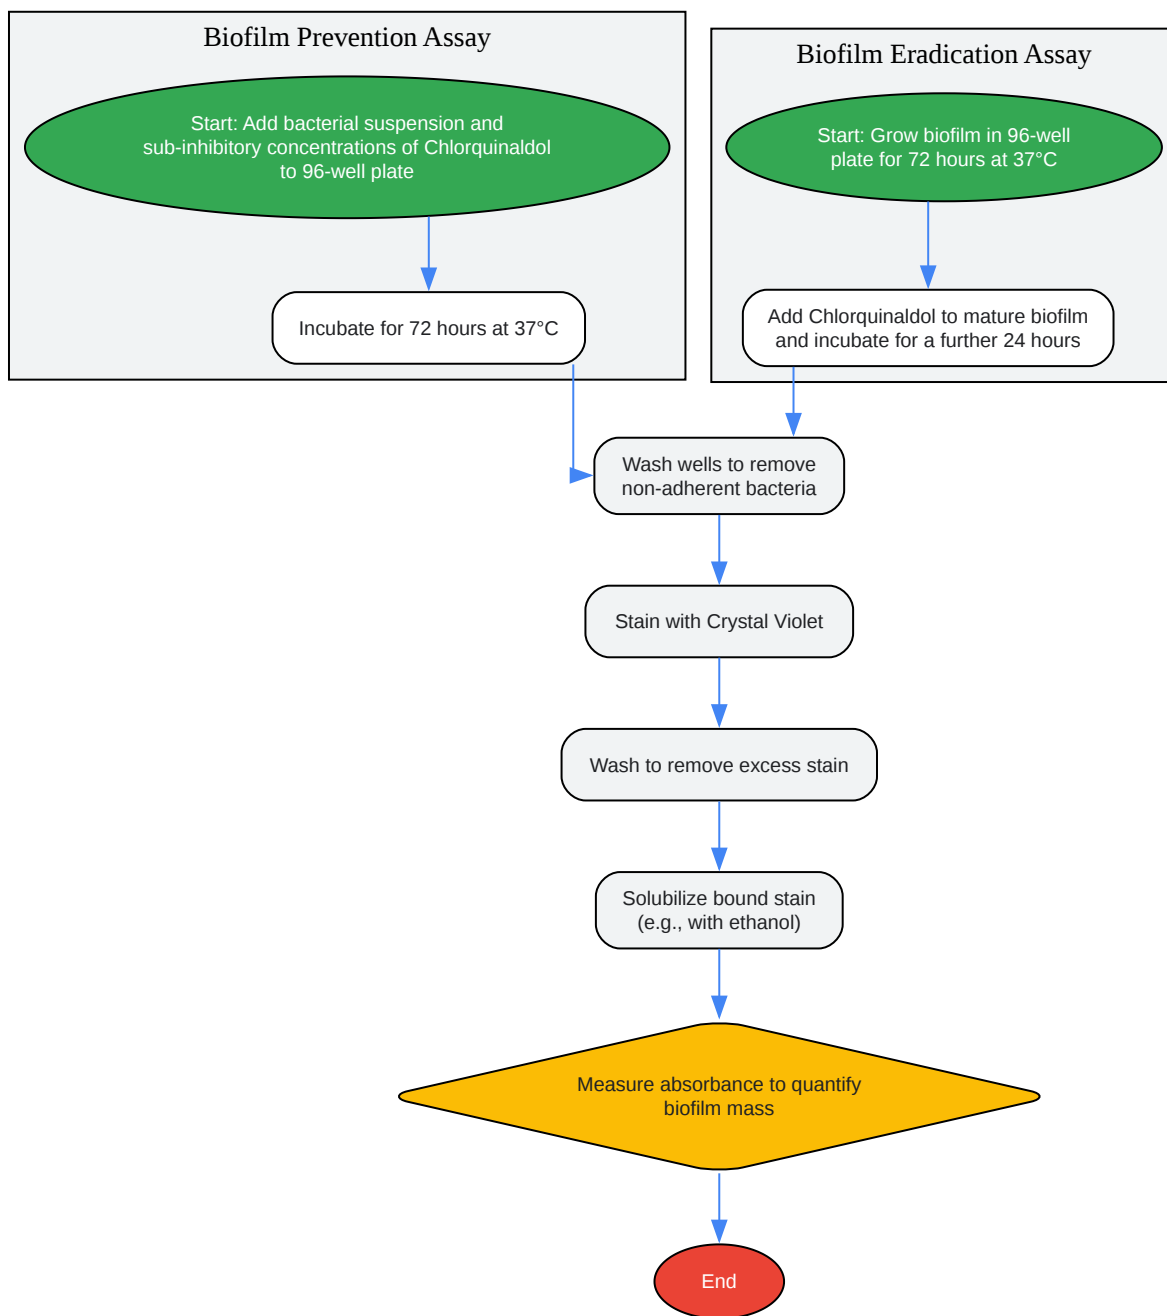 Biofilm Prevention Assay
Start: Add bacterial suspension and
sub-inhibitory concentrations of Chlorquinaldol
to 96-well plate
Incubate for 72 hours at 37°C
Biofilm Eradication Assay
Start: Grow biofilm in 96-well
plate for 72 hours at 37°C
Add Chlorquinaldol to mature biofilm
and incubate for a further 24 hours
Wash wells to remove
non-adherent bacteria
Stain with Crystal Violet
Wash to remove excess stain
Solubilize bound stain
(e.g., with ethanol)
Measure absorbance to quantify
biofilm mass
End